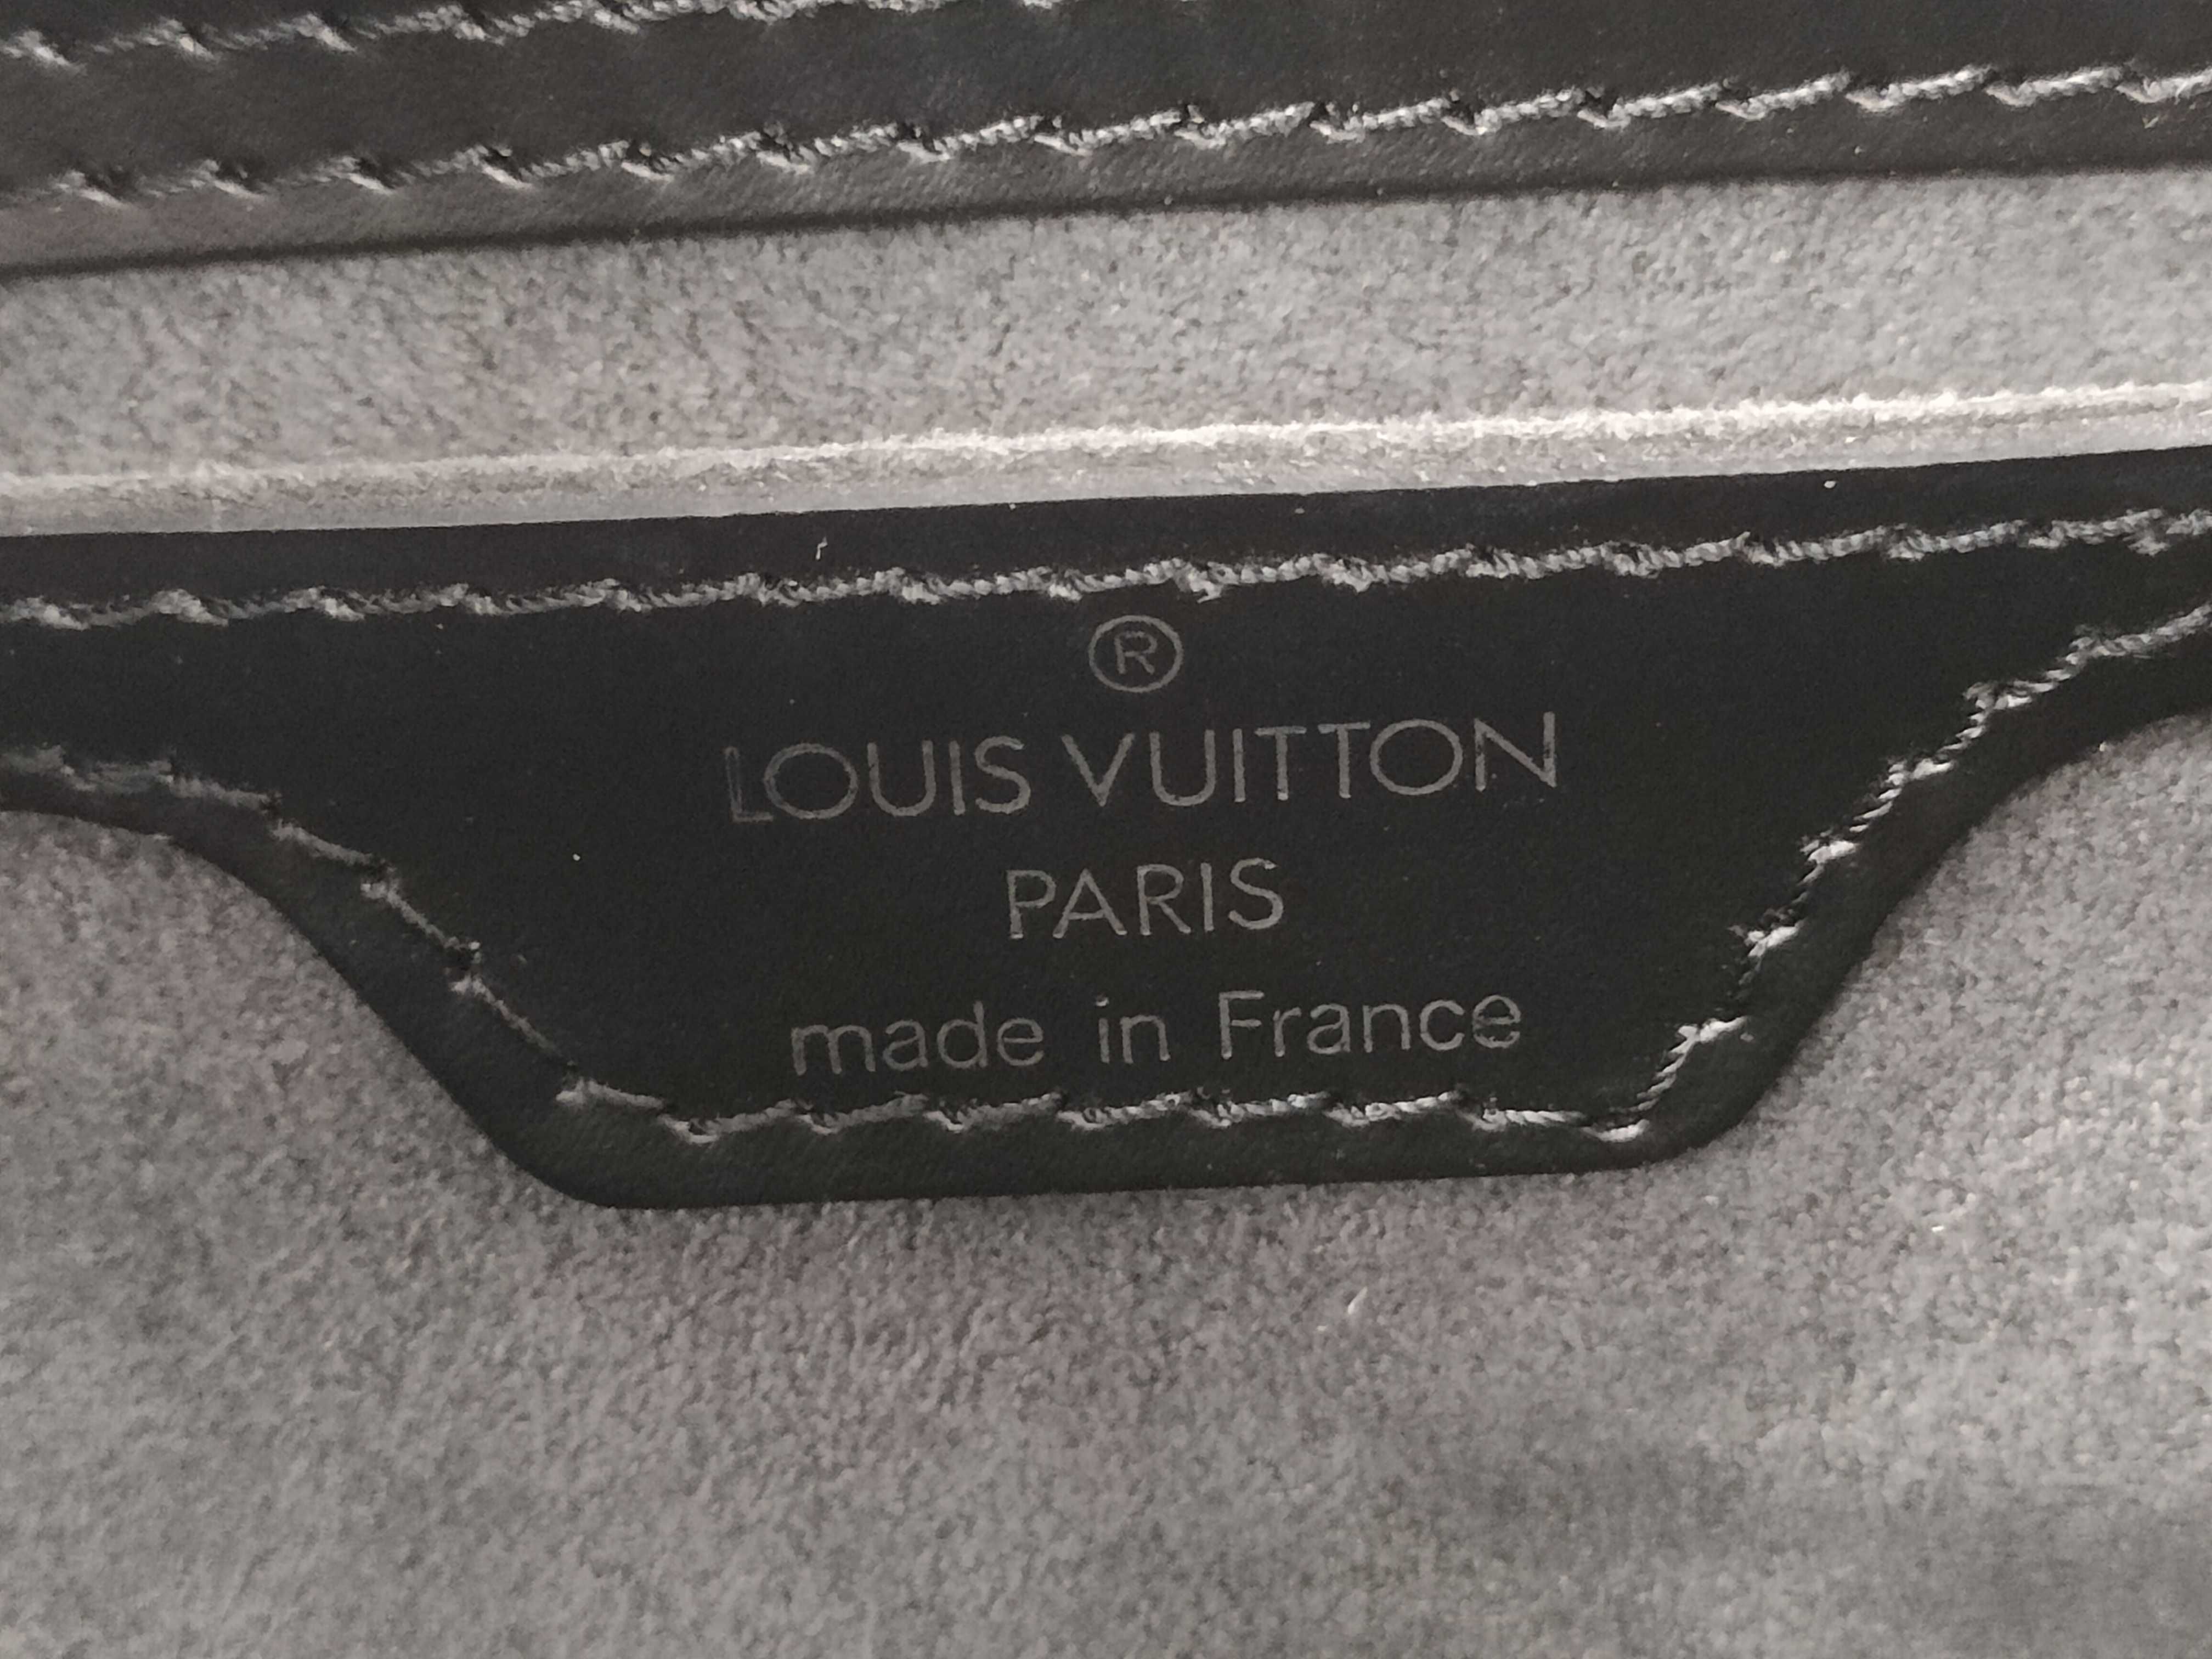 ®
LOUIS VUITTON
PARIS
made in France